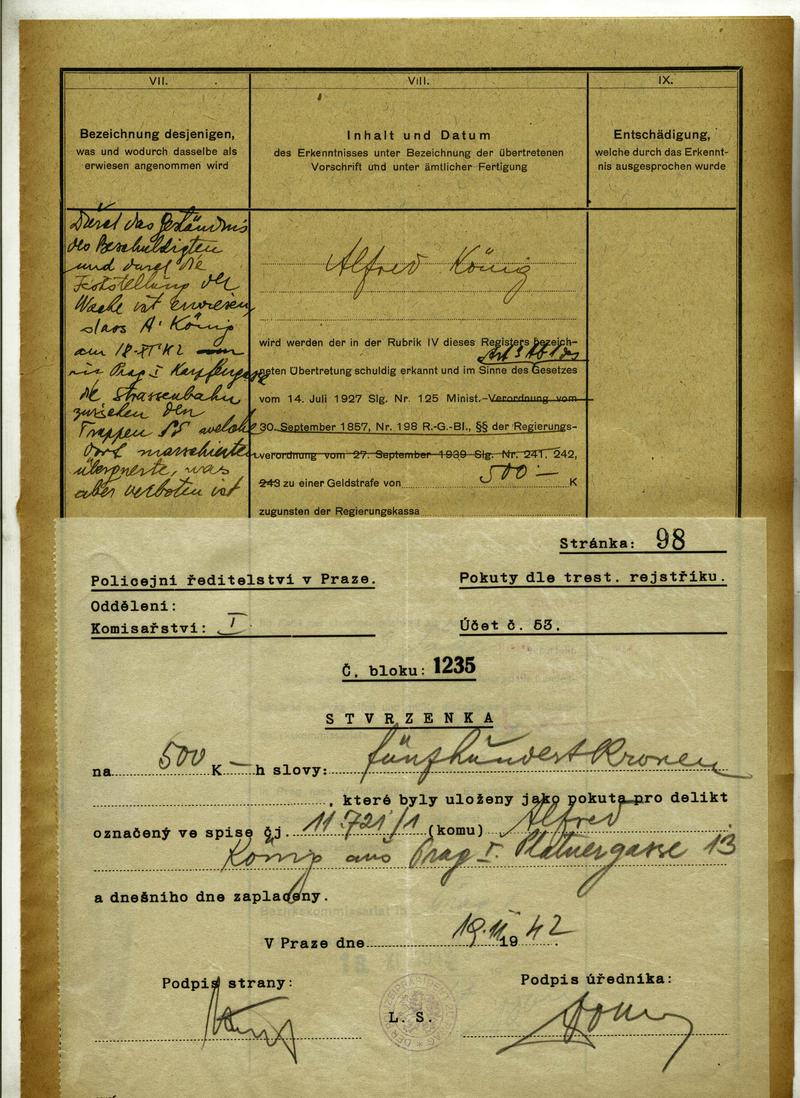 VII.
Bezeichnung desjenigen,
was und wodurch dasselbe als
erwiesen angenommen wird
VIII.
Inhalt und Datum
des Erkenntnisses unter Bezeichnung der übertretenen
Vorschrift und unter ämtlicher Fertigung
IX.
Entschädigung,
welche durch das Erkennt-
nis ausgesprochen wurde
Durch das Geständnis
des Beschuldigten
und durch die
Feststellung der
Wache ist erwiesen
dass A. König
am
Prag I
die Strassenbahn
zwischen den
Truppen SS welche
dort marschierte
überquerte, was
aber verboten ist
Alfred König
wird werden der in der Rubrik IV dieses Registers bezeich-
Art 3 Abs 1 des
neten Übertretung schuldig erkannt und im Sinne des Gesetzes
vom 14. Juli 1927 Slg. Nr. 125 Minist.-Verordnung vom
30. September 1857, Nr. 198 R.-G.-Bl., §§ der Regierungs-
verordnung vom 27. September 1939 Slg. Nr. 241. 242,
243 zu einer Geldstrafe von 500 - K
zugunsten der Regierungskassa
Stránka: 98
Policejní ředitelství v Praze.
Pokuty dle trest. rejstříku.
Oddělení:
Komisařství: I
Účet č. 53.
Č. bloku: 1235
STVRZENKA
na 500 K — h slovy: fünfhundert Kronen
, které byly uloženy jako pokuta pro delikt
označený ve spise čj. 11.721/1 (komu) Alfred
König aus Prag I. Platnergasse 13
a dnešního dne zaplaceny.
V Praze dne 19.11. 1942.
Podpis strany:
Podpis úředníka:
L. S.